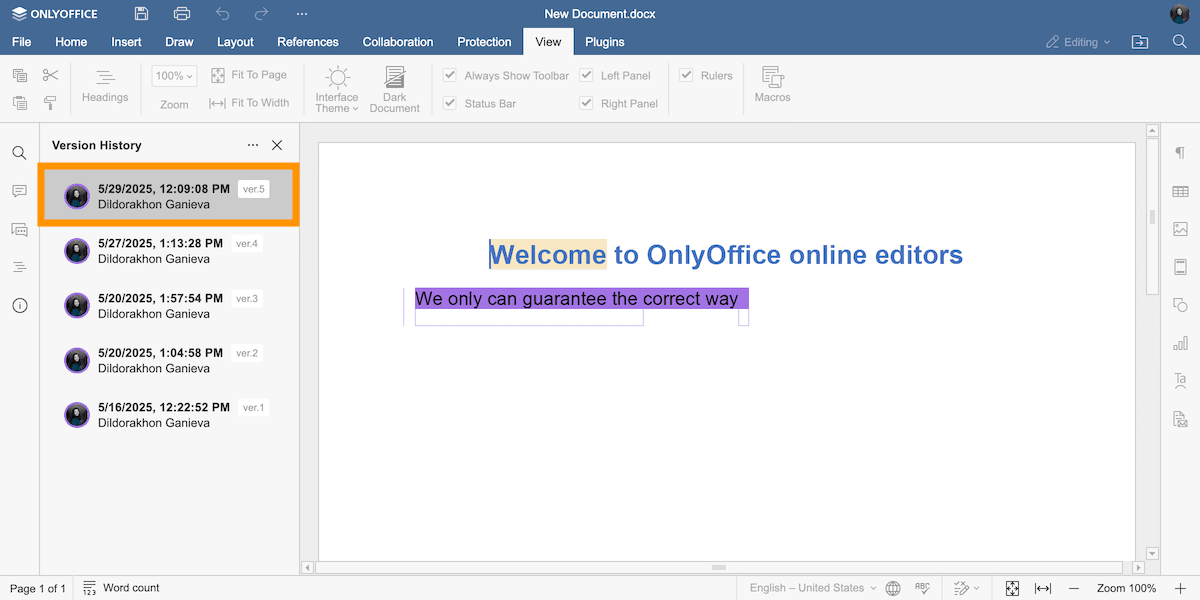 ONLYOFFICE
New Document.docx
File Home Insert Draw Layout References Collaboration Protection View Plugins
Editing
Headings
100%
Zoom
Fit To Page
Fit To Width
Interface
Theme
Dark
Document
Always Show Toolbar
Status Bar
Left Panel
Right Panel
Rulers
Macros
Version History
5/29/2025, 12:09:08 PM ver.5
Dildorakhon Ganieva
5/27/2025, 1:13:28 PM ver.4
Dildorakhon Ganieva
5/20/2025, 1:57:54 PM ver.3
Dildorakhon Ganieva
5/20/2025, 1:04:58 PM ver.2
Dildorakhon Ganieva
5/16/2025, 12:22:52 PM ver.1
Dildorakhon Ganieva
Welcome to OnlyOffice online editors
We only can guarantee the correct way
Ta
Page 1 of 1
123
Word count
English – United States
ABC
Zoom 100%